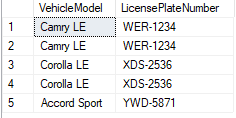 VehicleModel LicensePlateNumber
1 Camry LE WER-1234
2 Camry LE WER-1234
3 Corolla LE XDS-2536
4 Corolla LE XDS-2536
5 Accord Sport YWD-5871